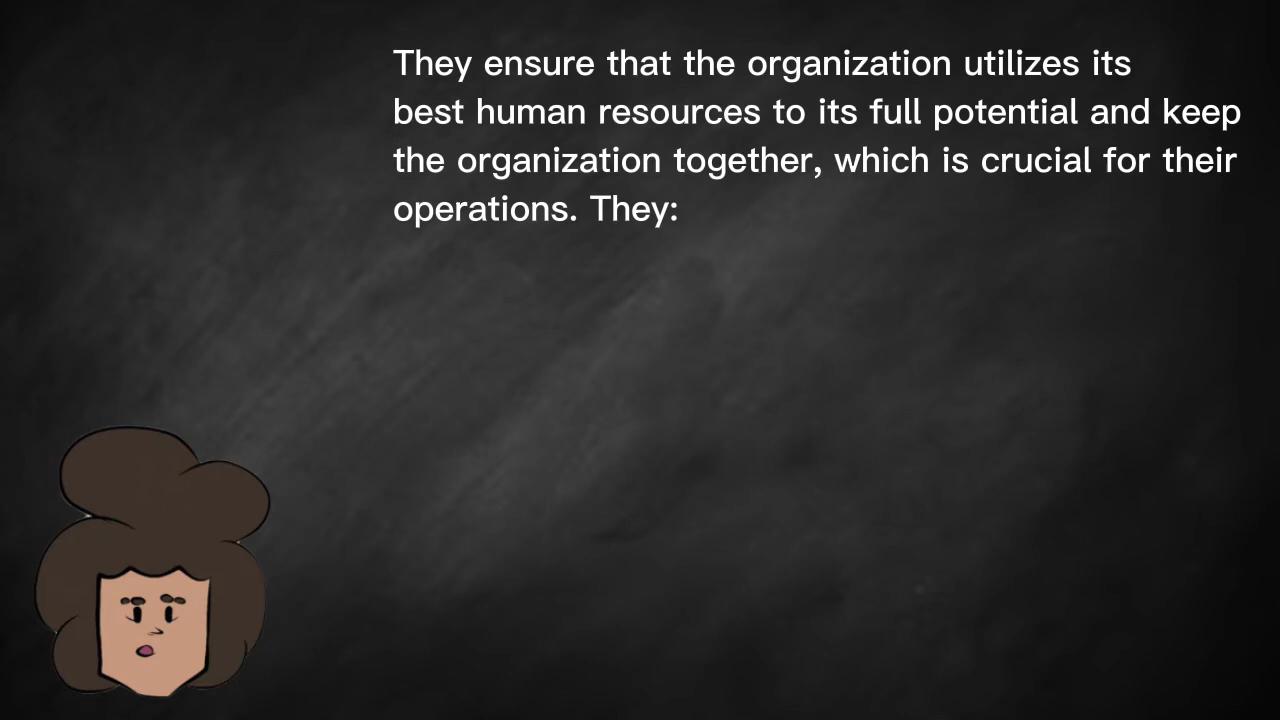 They ensure that the organization utilizes its
best human resources to its full potential and keep
the organization together, which is crucial for their
operations. They: